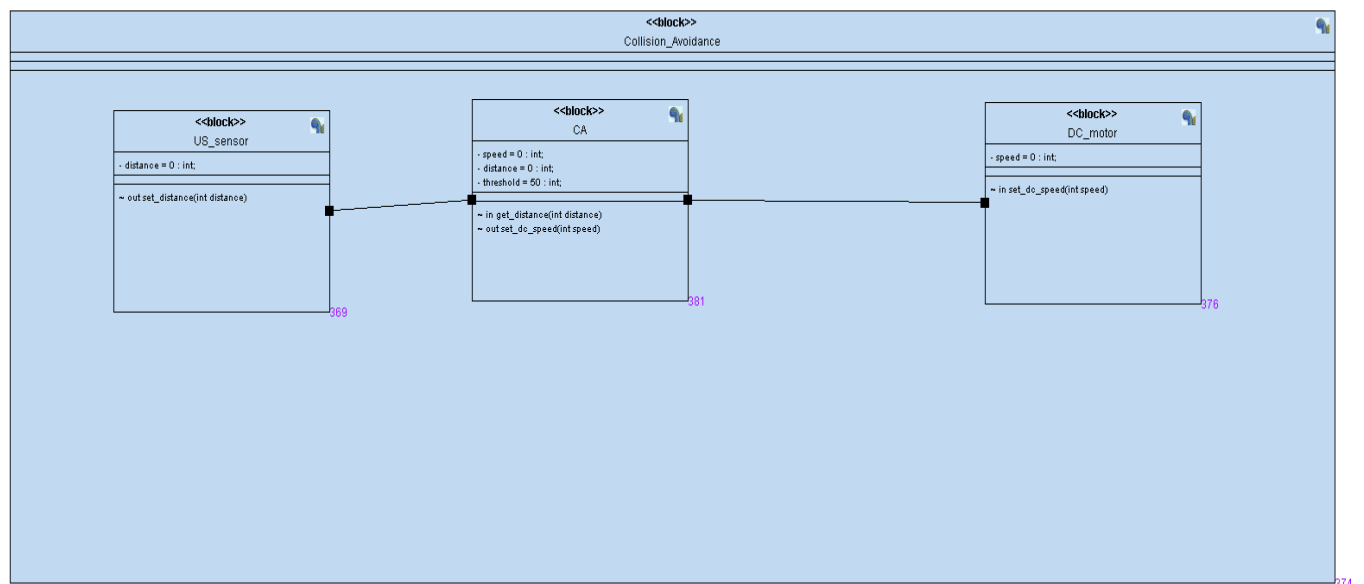 <<block>>
Collision_Avoidance
<<block>>
US_sensor
- distance = 0 : int;
~ out set_distance(int distance)
369
<<block>>
CA
- speed = 0 : int;
- distance = 0 : int;
- threshold = 50 : int;
~ in get_distance(int distance)
~ out set_dc_speed(int speed)
381
<<block>>
DC_motor
- speed = 0 : int;
~ in set_dc_speed(int speed)
376
374